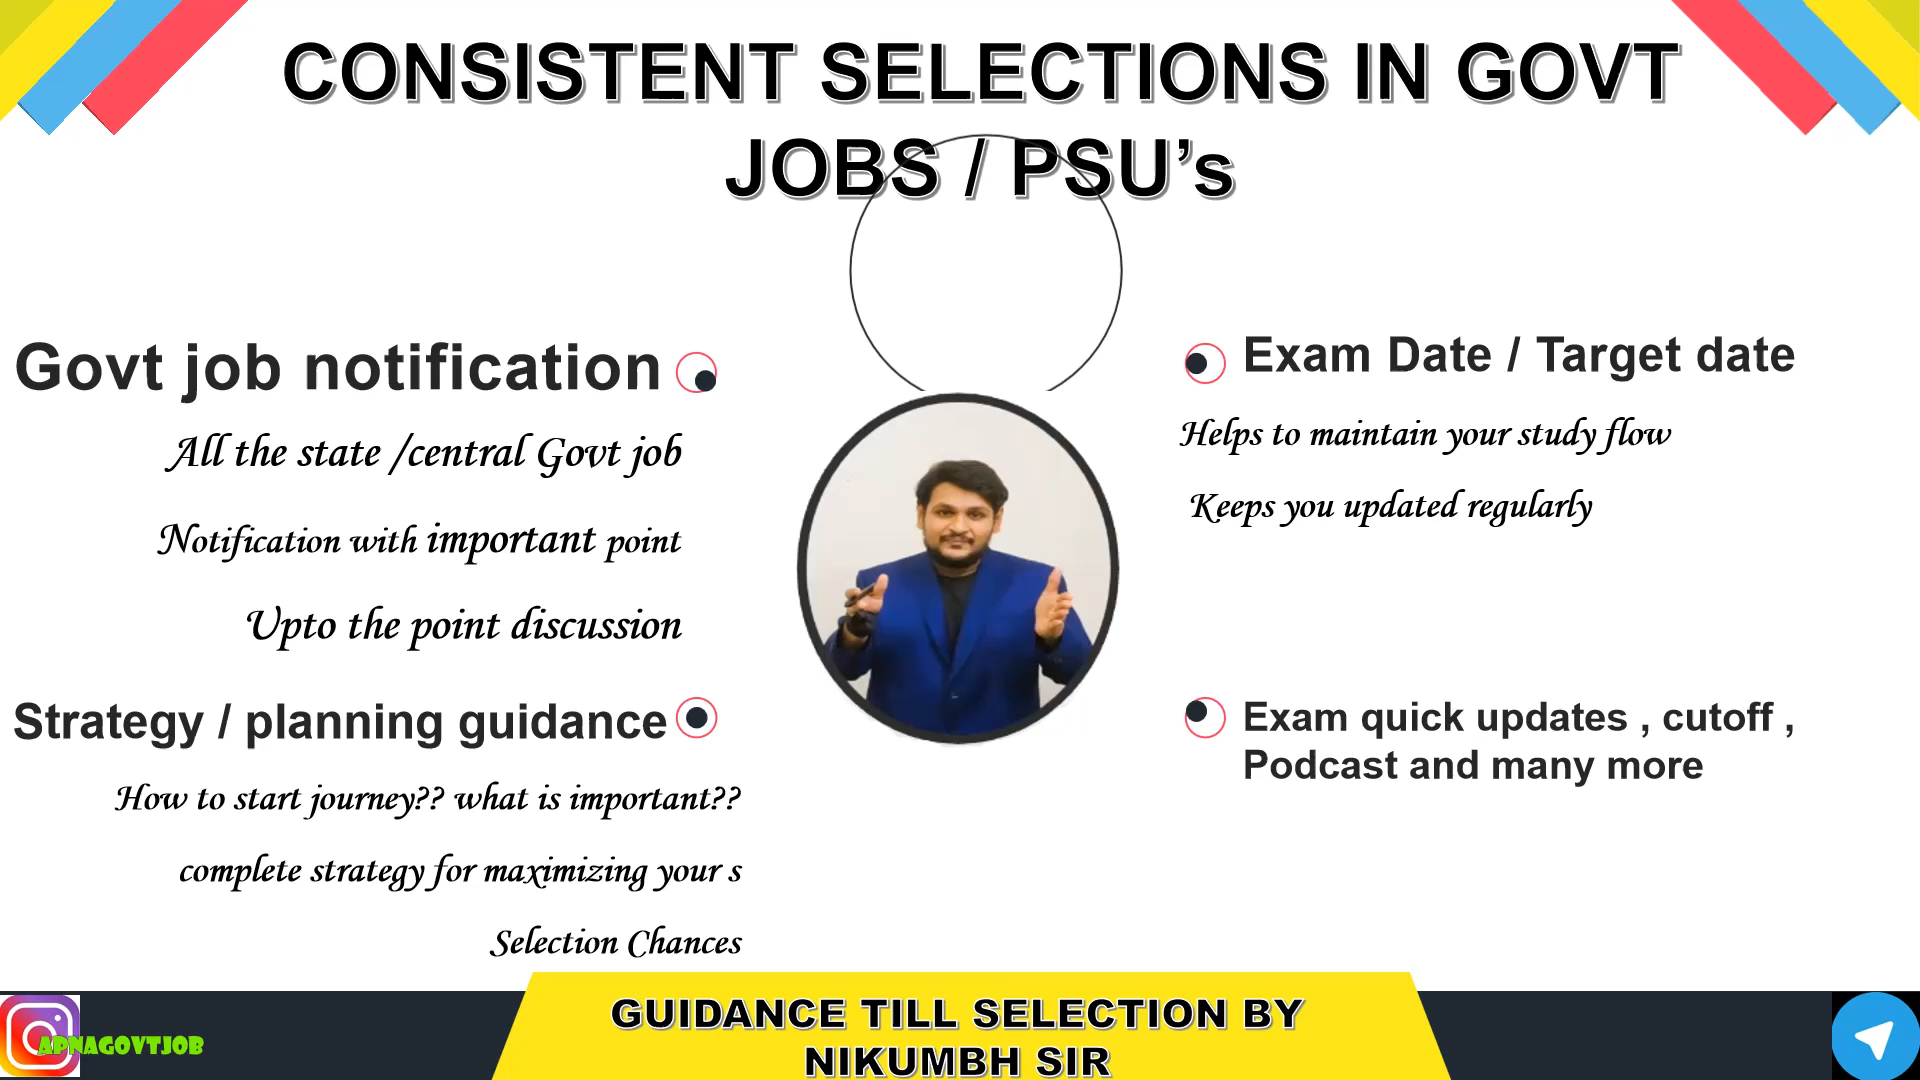 CONSISTENT SELECTIONS IN GOVT
JOBS / PSU’s
Govt job notification
All the state /central Govt job
Notification with important point
Upto the point discussion
Strategy / planning guidance
How to start journey?? what is important??
complete strategy for maximizing your s
Selection Chances
Exam Date / Target date
Helps to maintain your study flow
Keeps you updated regularly
Exam quick updates , cutoff ,
Podcast and many more
APNAGOVTJOB
GUIDANCE TILL SELECTION BY
NIKUMBH SIR